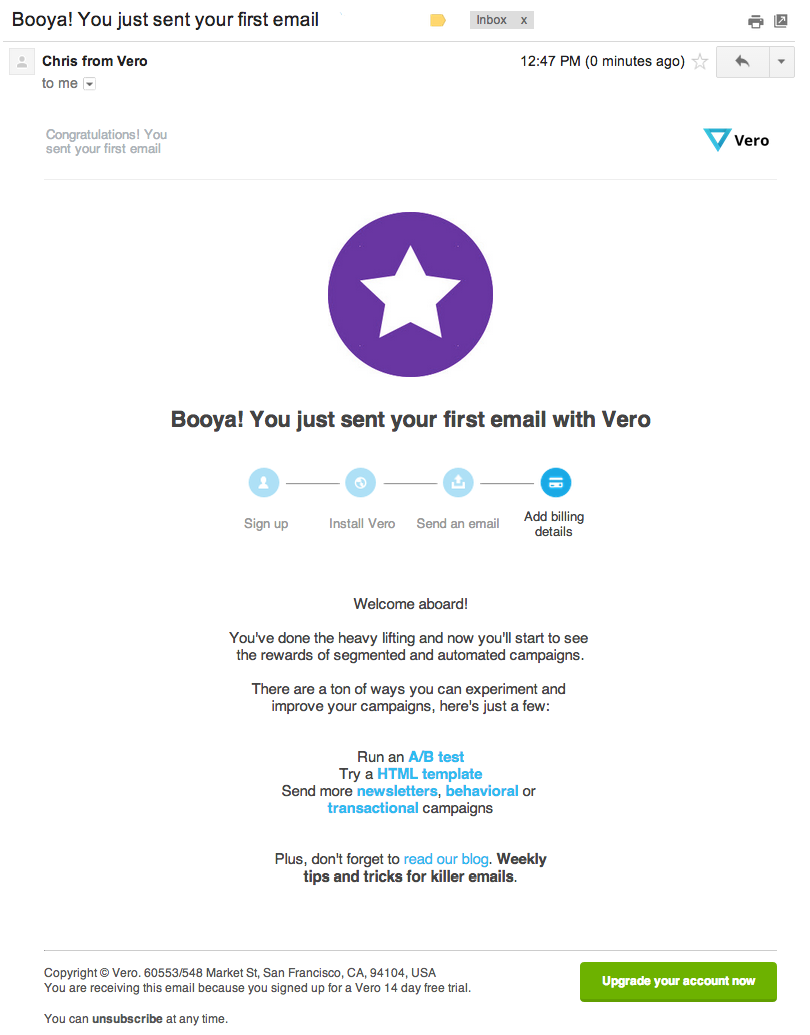 Booya! You just sent your first email
Inbox x
Chris from Vero
12:47 PM (0 minutes ago)
to me
Congratulations! You
sent your first email
Vero
Booya! You just sent your first email with Vero
Sign up
Install Vero
Send an email
Add billing
details
Welcome aboard!
You've done the heavy lifting and now you'll start to see
the rewards of segmented and automated campaigns.
There are a ton of ways you can experiment and
improve your campaigns, here's just a few:
Run an A/B test
Try a HTML template
Send more newsletters, behavioral or
transactional campaigns
Plus, don't forget to read our blog. Weekly
tips and tricks for killer emails.
Copyright © Vero. 60553/548 Market St, San Francisco, CA, 94104, USA
You are receiving this email because you signed up for a Vero 14 day free trial.
Upgrade your account now
You can unsubscribe at any time.